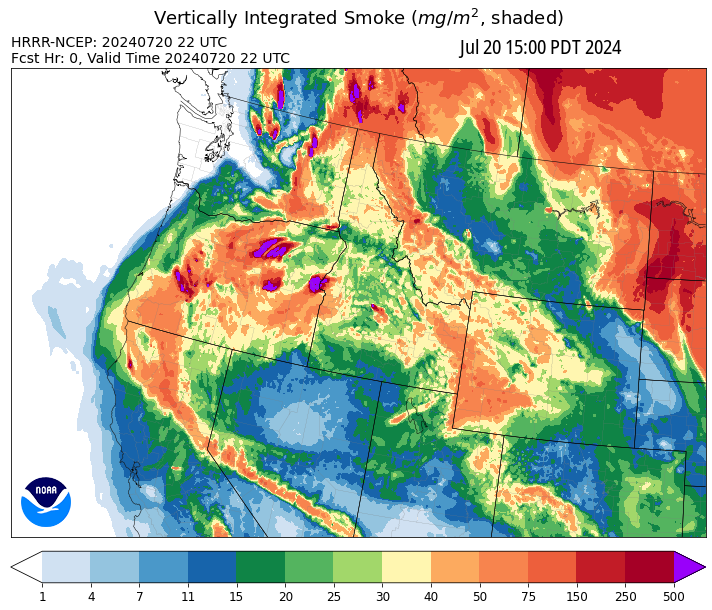 Vertically Integrated Smoke (mg/m², shaded)
HRRR-NCEP: 20240720 22 UTC
Jul 20 15:00 PDT 2024
Fcst Hr: 0, Valid Time 20240720 22 UTC
NOAA
1 4 7 11 15 20 25 30 40 50 75 150 250 500